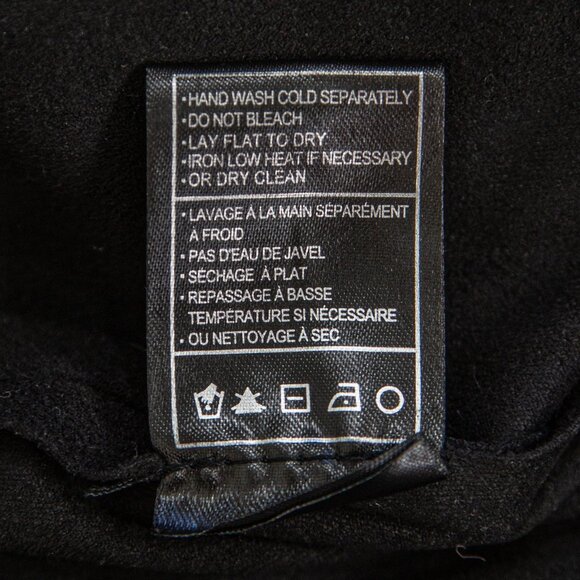 • HAND WASH COLD SEPARATELY
• DO NOT BLEACH
• LAY FLAT TO DRY
• IRON LOW HEAT IF NECESSARY
• OR DRY CLEAN
• LAVAGE À LA MAIN SÉPARÉMENT
À FROID
• PAS D'EAU DE JAVEL
• SÉCHAGE À PLAT
• REPASSAGE À BASSE
TEMPÉRATURE SI NÉCESSAIRE
• OU NETTOYAGE À SEC